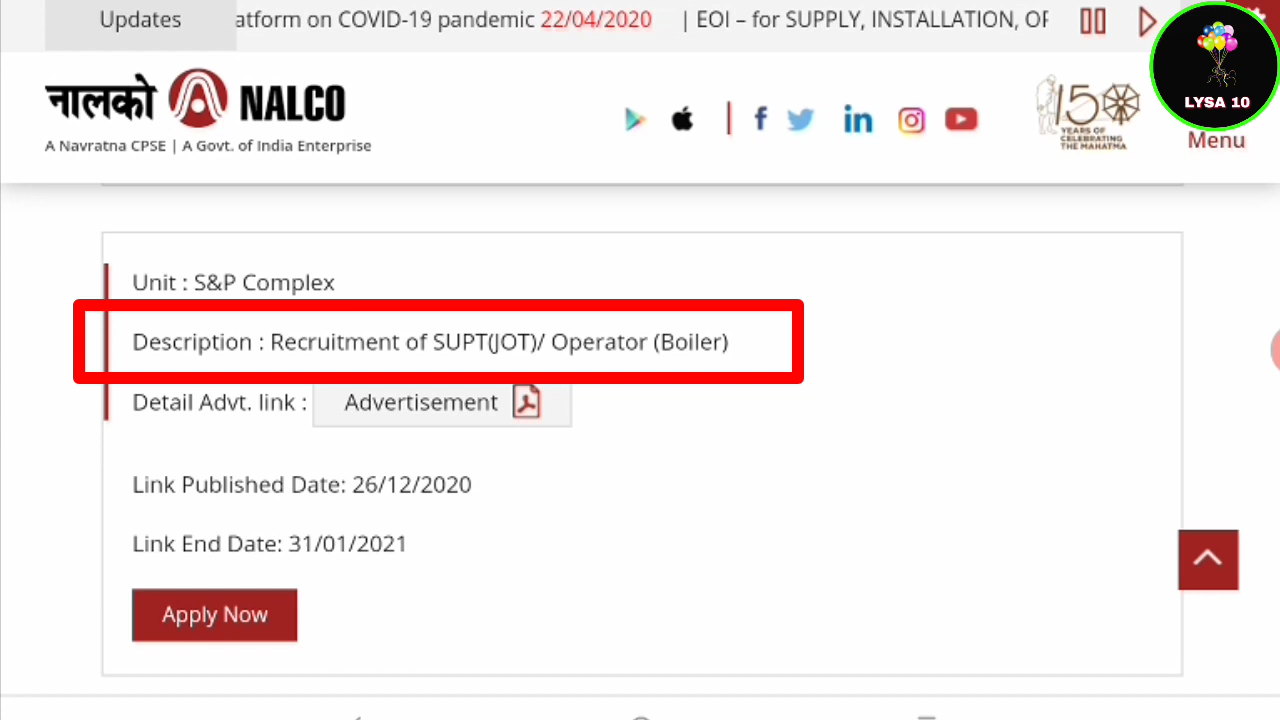 Updates
atform on COVID-19 pandemic 22/04/2020 | EOI – for SUPPLY, INSTALLATION, OF
नालको NALCO
A Navratna CPSE | A Govt. of India Enterprise
150
YEARS OF
CELEBRATING
THE MAHATMA
LYSA 10
Menu
Unit : S&P Complex
Description : Recruitment of SUPT(JOT)/ Operator (Boiler)
Detail Advt. link : Advertisement
Link Published Date: 26/12/2020
Link End Date: 31/01/2021
Apply Now